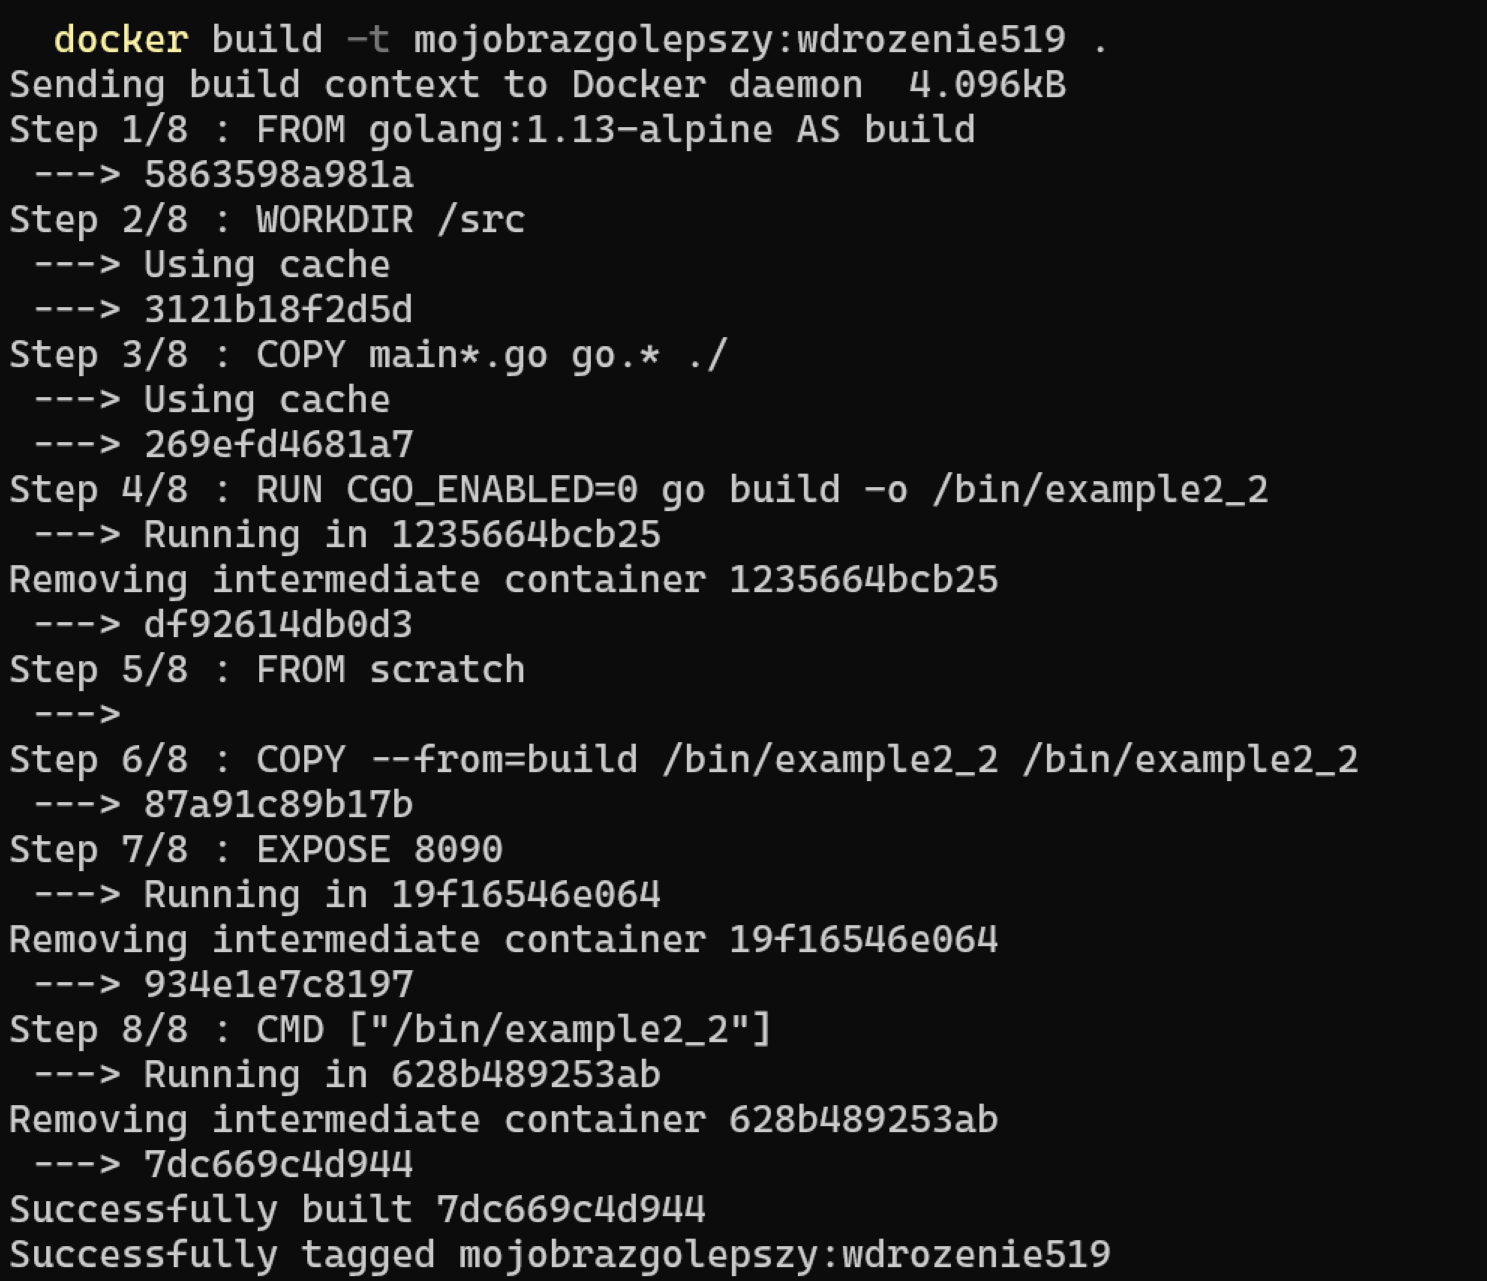 docker build -t mojobrazgolepszy:wdrozenie519 .
Sending build context to Docker daemon  4.096kB
Step 1/8 : FROM golang:1.13-alpine AS build
 ---> 5863598a981a
Step 2/8 : WORKDIR /src
 ---> Using cache
 ---> 3121b18f2d5d
Step 3/8 : COPY main*.go go.* ./
 ---> Using cache
 ---> 269efd4681a7
Step 4/8 : RUN CGO_ENABLED=0 go build -o /bin/example2_2
 ---> Running in 1235664bcb25
Removing intermediate container 1235664bcb25
 ---> df92614db0d3
Step 5/8 : FROM scratch
 --->
Step 6/8 : COPY --from=build /bin/example2_2 /bin/example2_2
 ---> 87a91c89b17b
Step 7/8 : EXPOSE 8090
 ---> Running in 19f16546e064
Removing intermediate container 19f16546e064
 ---> 934e1e7c8197
Step 8/8 : CMD ["/bin/example2_2"]
 ---> Running in 628b489253ab
Removing intermediate container 628b489253ab
 ---> 7dc669c4d944
Successfully built 7dc669c4d944
Successfully tagged mojobrazgolepszy:wdrozenie519